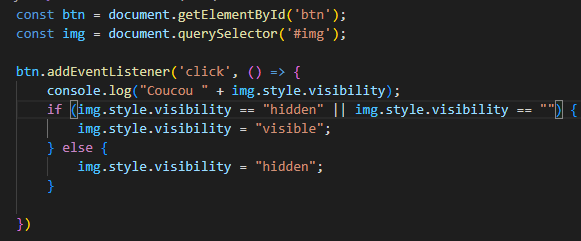 const btn = document.getElementById('btn');
const img = document.querySelector('#img');
btn.addEventListener('click', () => {
console.log("Coucou " + img.style.visibility);
if (img.style.visibility == "hidden" || img.style.visibility == "") {
img.style.visibility = "visible";
} else {
img.style.visibility = "hidden";
}
})